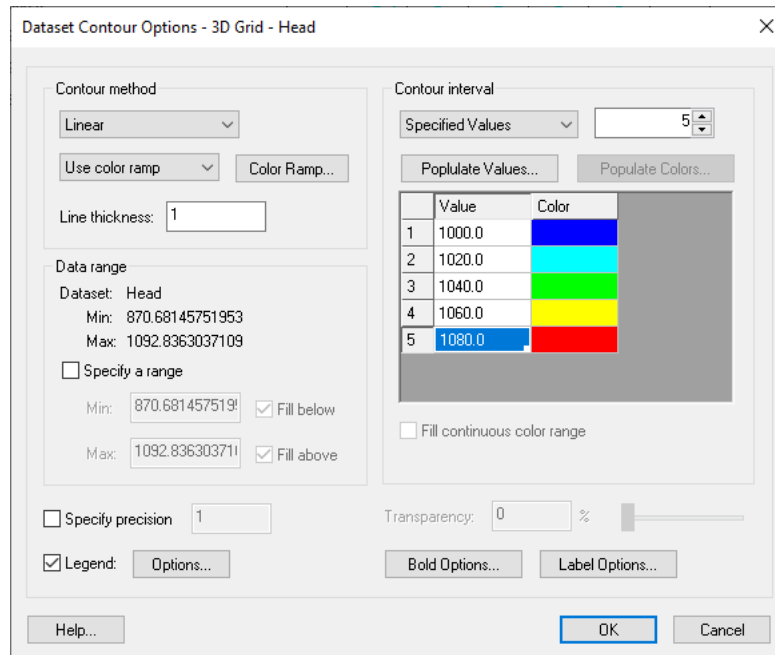 Dataset Contour Options - 3D Grid - Head
Contour method
Linear
Use color ramp
Color Ramp...
Line thickness: 1
Data range
Dataset: Head
Min: 870.68145751953
Max: 1092.8363037109
Specify a range
Min: 870.681457519 Fill below
Max: 1092.83630371 Fill above
Contour interval
Specified Values 5
Poplulate Values... Populate Colors...
Value Color
1 1000.0
2 1020.0
3 1040.0
4 1060.0
5 1080.0
Fill continuous color range
Specify precision 1
Transparency: 0 %
Legend: Options...
Bold Options... Label Options...
Help... OK Cancel